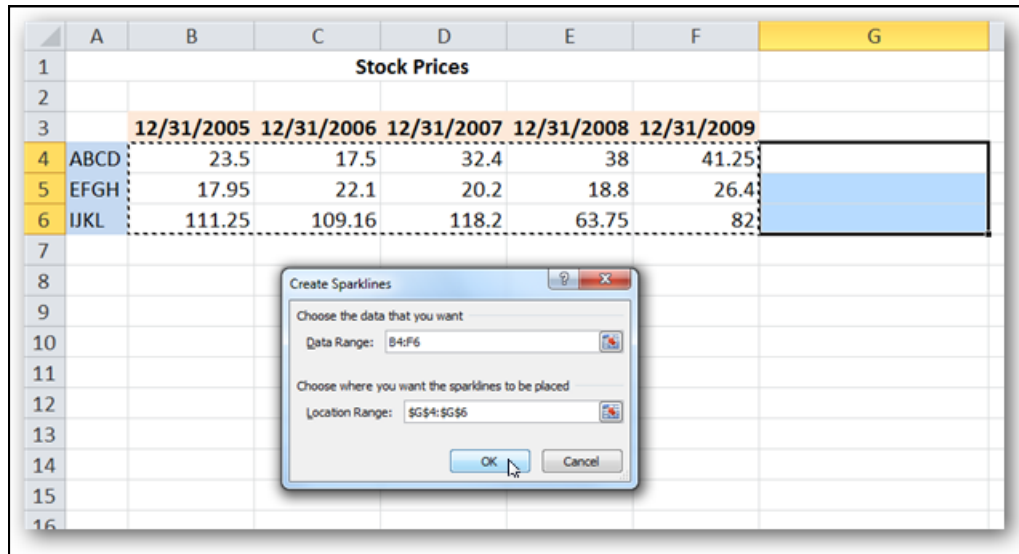 A B C D E F G
1 Stock Prices
2
3 12/31/2005 12/31/2006 12/31/2007 12/31/2008 12/31/2009
4 ABCD 23.5 17.5 32.4 38 41.25
5 EFGH 17.95 22.1 20.2 18.8 26.4
6 IJKL 111.25 109.16 118.2 63.75 82
7
8
9
10
11
12
13
14
15
16
Create Sparklines ?
Choose the data that you want
Data Range: B4:F6
Choose where you want the sparklines to be placed
Location Range: $G$4:$G$6
OK Cancel